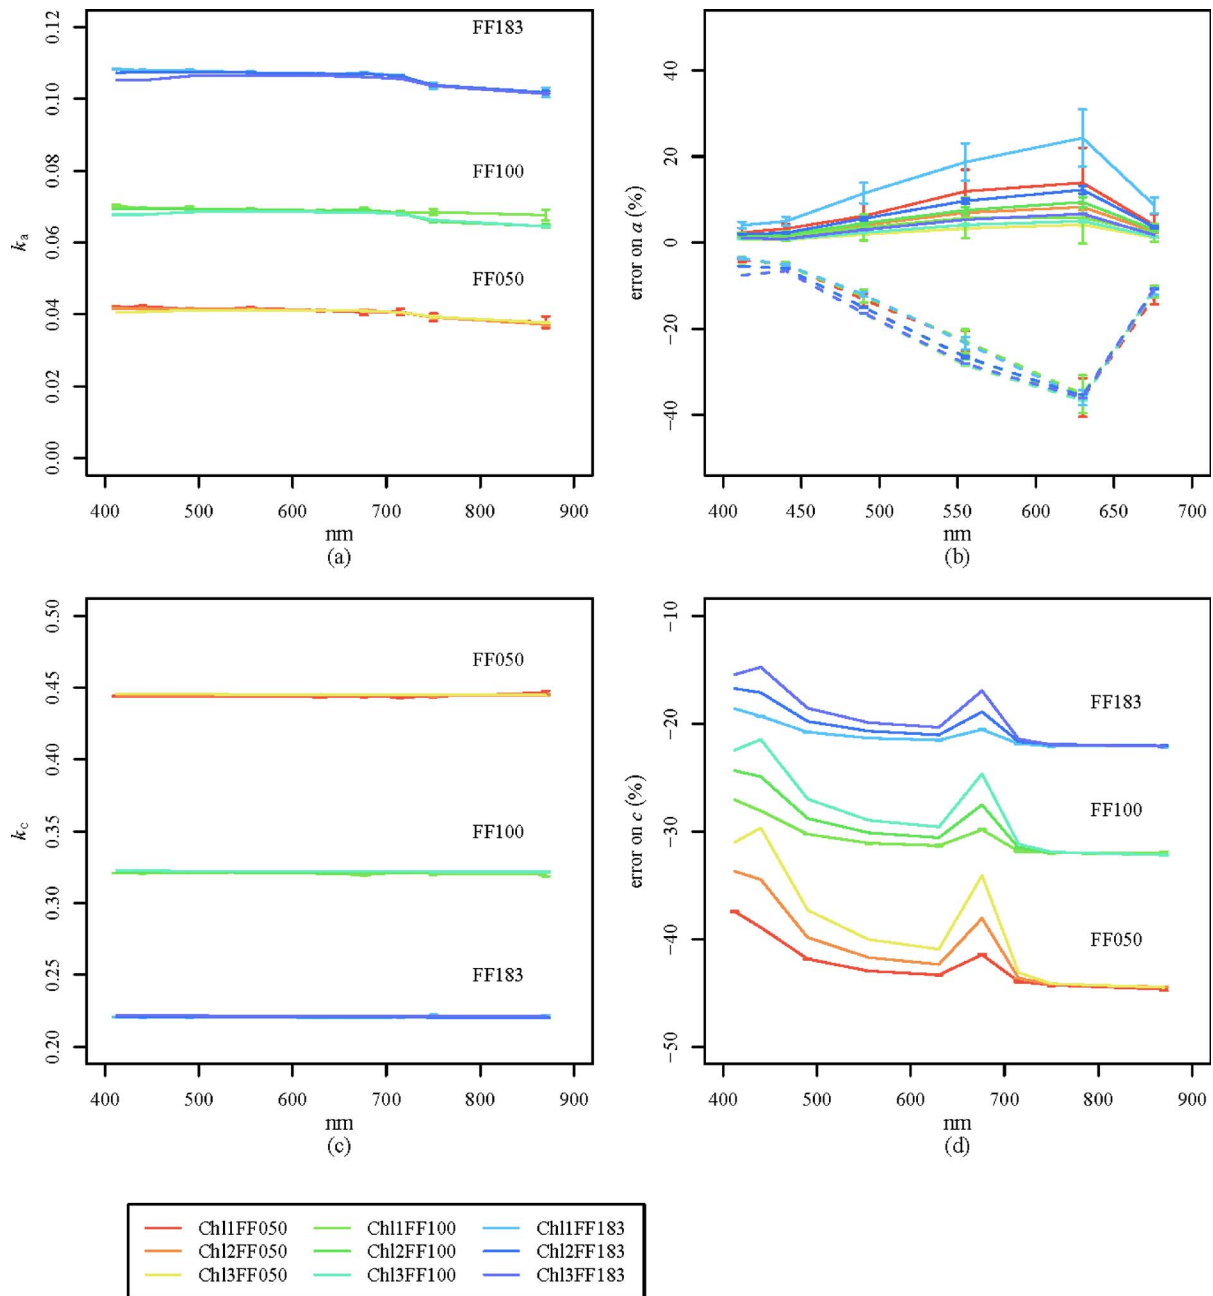 0.00 0.02 0.04 0.06 0.08 0.10 0.12
kₐ
FF183
FF100
FF050
400 500 600 700 800 900
nm
(a)
−40 −20 0 20 40
error on a (%)
400 450 500 550 600 650 700
nm
(b)
0.20 0.25 0.30 0.35 0.40 0.45 0.50
k_c
FF050
FF100
FF183
400 500 600 700 800 900
nm
(c)
−50 −40 −30 −20 −10
error on c (%)
FF183
FF100
FF050
400 500 600 700 800 900
nm
(d)
Chl1FF050 Chl1FF100 Chl1FF183
Chl2FF050 Chl2FF100 Chl2FF183
Chl3FF050 Chl3FF100 Chl3FF183